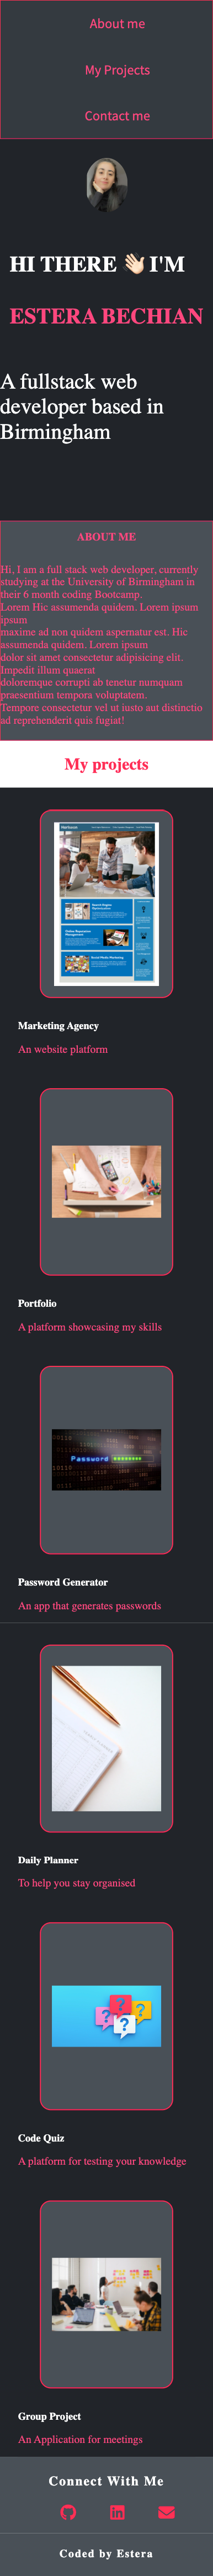 About me
My Projects
Contact me
HI THERE 👋🏻 I'M
ESTERA BECHIAN
A fullstack web
developer based in
Birmingham
ABOUT ME
Hi, I am a full stack web developer, currently
studying at the University of Birmingham in
their 6 month coding Bootcamp.
Lorem Hic assumenda quidem. Lorem ipsum
ipsum
maxime ad non quidem aspernatur est. Hic
assumenda quidem. Lorem ipsum
dolor sit amet consectetur adipisicing elit.
Impedit illum quaerat
doloremque corrupti ab tenetur numquam
praesentium tempora voluptatem.
Tempore consectetur vel ut iusto aut distinctio
ad reprehenderit quis fugiat!
My projects
Marketing Agency
An website platform
Portfolio
A platform showcasing my skills
Password
Password Generator
An app that generates passwords
Daily Planner
To help you stay organised
Code Quiz
A platform for testing your knowledge
Group Project
An Application for meetings
Connect With Me
Coded by Estera